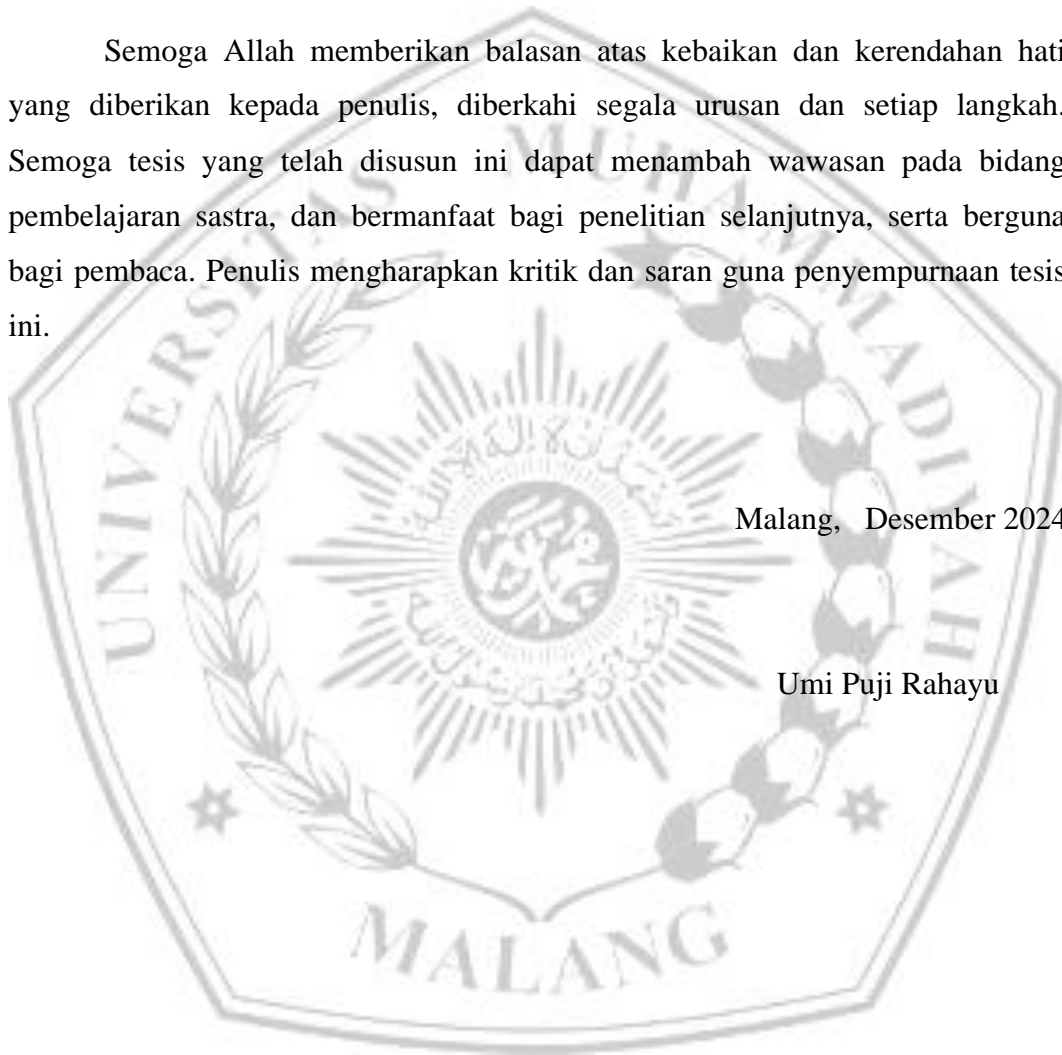 Semoga Allah memberikan balasan atas kebaikan dan kerendahan hati
yang diberikan kepada penulis, diberkahi segala urusan dan setiap langkah.
Semoga tesis yang telah disusun ini dapat menambah wawasan pada bidang
pembelajaran sastra, dan bermanfaat bagi penelitian selanjutnya, serta berguna
bagi pembaca. Penulis mengharapkan kritik dan saran guna penyempurnaan tesis
ini.
Malang, Desember 2024
Umi Puji Rahayu
UNIVERSITAS MUHAMMADIYAH
MALANG